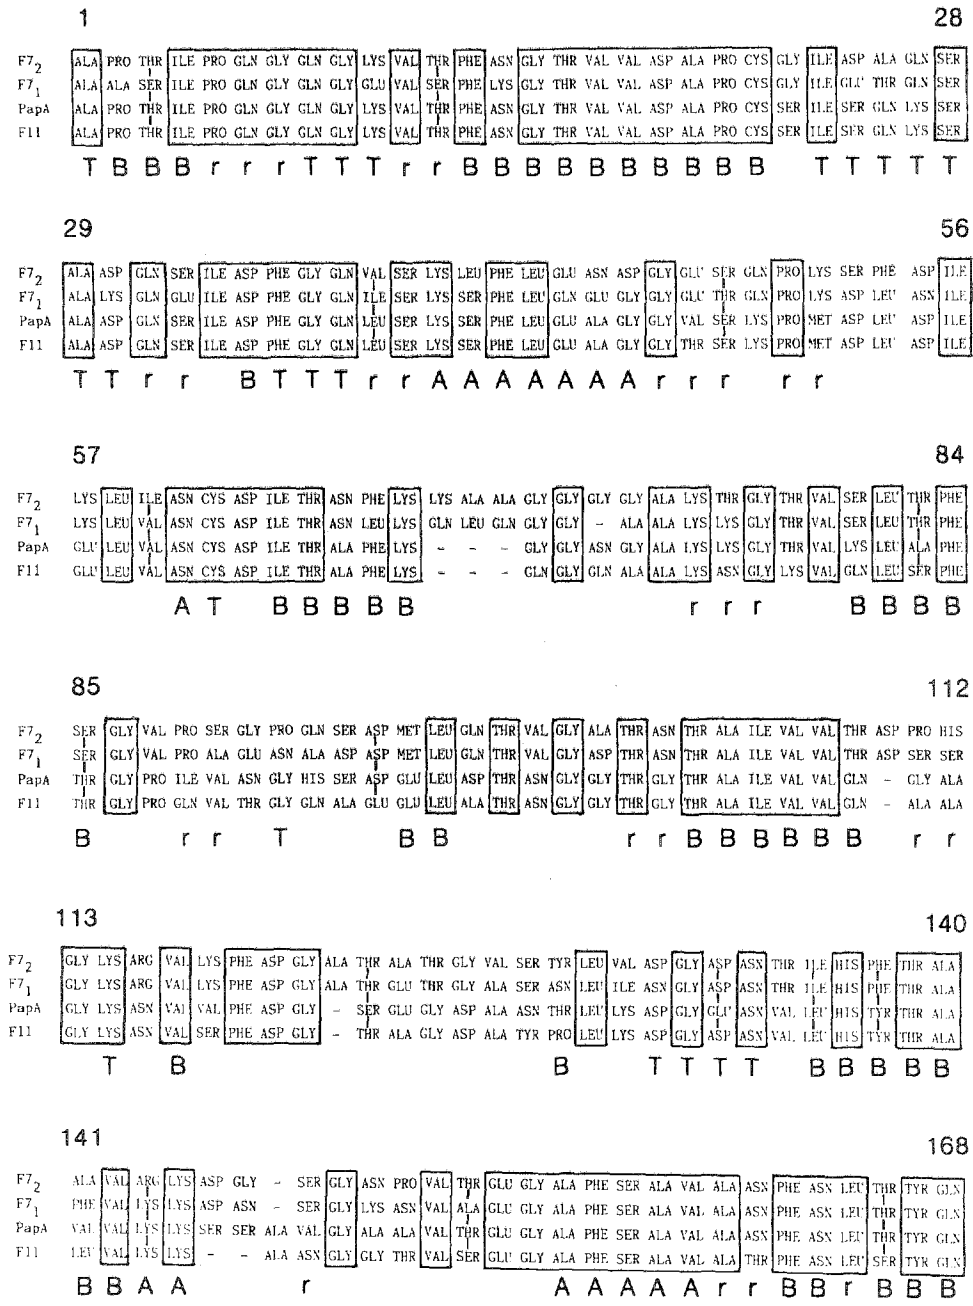 1 28
F7₂ ALA PRO THR ILE PRO GLN GLY GLN GLY LYS VAL THR PHE ASN GLY THR VAL VAL ASP ALA PRO CYS GLY ILE ASP ALA GLN SER
F7₁ ALA ALA SER ILE PRO GLN GLY GLN GLY GLU VAL SER PHE LYS GLY THR VAL VAL ASP ALA PRO CYS GLY ILE GLU THR GLN SER
PapA ALA PRO THR ILE PRO GLN GLY GLN GLY LYS VAL THR PHE ASN GLY THR VAL VAL ASP ALA PRO CYS SER ILE SER GLN LYS SER
F11 ALA PRO THR ILE PRO GLN GLY GLN GLY LYS VAL THR PHE ASN GLY THR VAL VAL ASP ALA PRO CYS SER ILE SER GLN LYS SER
T B B B r r r T T T r r B B B B B B B B B B T T T T T
29 56
F7₂ ALA ASP GLN SER ILE ASP PHE GLY GLN VAL SER LYS LEU PHE LEU GLU ASN ASP GLY GLU SER GLN PRO LYS SER PHE ASP ILE
F7₁ ALA LYS GLN GLU ILE ASP PHE GLY GLN ILE SER LYS SER PHE LEU GLN GLU GLY GLY GLU THR GLN PRO LYS ASP LEU ASN ILE
PapA ALA ASP GLN SER ILE ASP PHE GLY GLN LEU SER LYS SER PHE LEU GLU ALA GLY GLY VAL SER LYS PRO MET ASP LEU ASP ILE
F11 ALA ASP GLN SER ILE ASP PHE GLY GLN LEU SER LYS SER PHE LEU GLU ALA GLY GLY THR SER LYS PRO MET ASP LEU ASP ILE
T T r r B T T T r r A A A A A A A r r r r r
57 84
F7₂ LYS LEU ILE ASN CYS ASP ILE THR ASN PHE LYS LYS ALA ALA GLY GLY GLY GLY ALA LYS THR GLY THR VAL SER LEU THR PHE
F7₁ LYS LEU VAL ASN CYS ASP ILE THR ASN LEU LYS GLN LEU GLN GLY GLY - ALA ALA LYS LYS GLY THR VAL SER LEU THR PHE
PapA GLU LEU VAL ASN CYS ASP ILE THR ALA PHE LYS - - - GLY GLY ASN GLY ALA LYS LYS GLY THR VAL LYS LEU ALA PHE
F11 GLU LEU VAL ASN CYS ASP ILE THR ALA PHE LYS - - - GLN GLY GLN ALA ALA LYS ASN GLY LYS VAL GLN LEU SER PHE
A T B B B B B r r r B B B B
85 112
F7₂ SER GLY VAL PRO SER GLY PRO GLN SER ASP MET LEU GLN THR VAL GLY ALA THR ASN THR ALA ILE VAL VAL THR ASP PRO HIS
F7₁ SER GLY VAL PRO ALA GLU ASN ALA ASP ASP MET LEU GLN THR VAL GLY ASP THR ASN THR ALA ILE VAL VAL THR ASP SER SER
PapA THR GLY PRO ILE VAL ASN GLY HIS SER ASP GLU LEU ASP THR ASN GLY GLY THR GLY THR ALA ILE VAL VAL GLN - GLY ALA
F11 THR GLY PRO GLN VAL THR GLY GLN ALA GLU GLU LEU ALA THR ASN GLY GLY THR GLY THR ALA ILE VAL VAL GLN - ALA ALA
B r r T B B r r B B B B B B r r
113 140
F7₂ GLY LYS ARG VAL LYS PHE ASP GLY ALA THR ALA THR GLY VAL SER TYR LEU VAL ASP GLY ASP ASN THR ILE HIS PHE THR ALA
F7₁ GLY LYS ARG VAL LYS PHE ASP GLY ALA THR GLU THR GLY ALA SER ASN LEU ILE ASN GLY ASP ASN THR ILE HIS PHE THR ALA
PapA GLY LYS ASN VAL VAL PHE ASP GLY - SER GLU GLY ASP ALA ASN THR LEU LYS ASP GLY GLU ASN VAL LEU HIS TYR THR ALA
F11 GLY LYS ASN VAL SER PHE ASP GLY - THR ALA GLY ASP ALA TYR PRO LEU LYS ASP GLY ASP ASN VAL LEU HIS TYR THR ALA
T B B T T T T B B B B B
141 168
F7₂ ALA VAL ARG LYS ASP GLY - SER GLY ASN PRO VAL THR GLU GLY ALA PHE SER ALA VAL ALA ASN PHE ASN LEU THR TYR GLN
F7₁ PHE VAL LYS LYS ASP ASN - SER GLY LYS ASN VAL ALA GLU GLY ALA PHE SER ALA VAL ALA ASN PHE ASN LEU THR TYR GLN
PapA VAL VAL LYS LYS SER SER ALA VAL GLY ALA ALA VAL THR GLU GLY ALA PHE SER ALA VAL ALA ASN PHE ASN LEU THR TYR GLN
F11 LEU VAL LYS LYS - - ALA ASN GLY GLY THR VAL SER GLU GLY ALA PHE SER ALA VAL ALA THR PHE ASN LEU SER TYR GLN
B B A A r A A A A A A r r B B r B B B